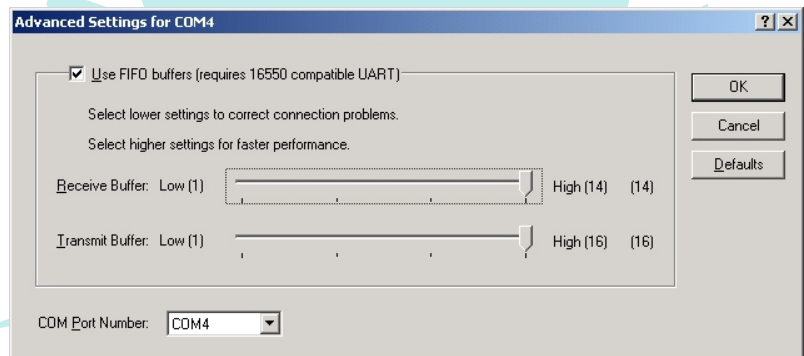 Advanced Settings for COM4
Use FIFO buffers (requires 16550 compatible UART)
OK
Select lower settings to correct connection problems.
Cancel
Select higher settings for faster performance.
Defaults
Receive Buffer: Low (1) High (14) (14)
Transmit Buffer: Low (1) High (16) (16)
COM Port Number: COM4